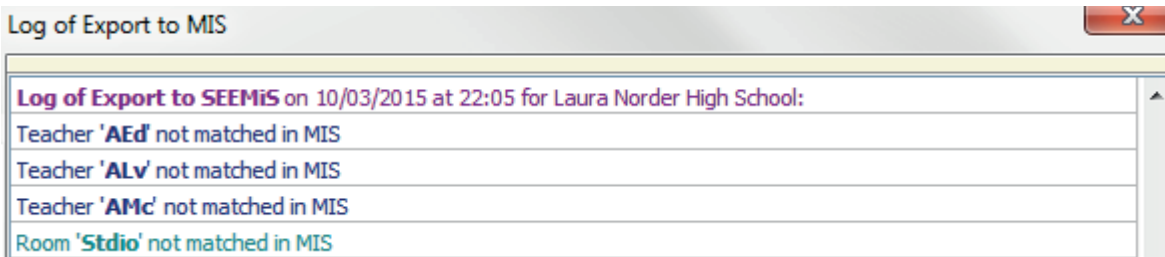 Log of Export to MIS
Log of Export to SEEMiS on 10/03/2015 at 22:05 for Laura Norder High School:
Teacher 'AEd' not matched in MIS
Teacher 'ALv' not matched in MIS
Teacher 'AMc' not matched in MIS
Room 'Stdio' not matched in MIS